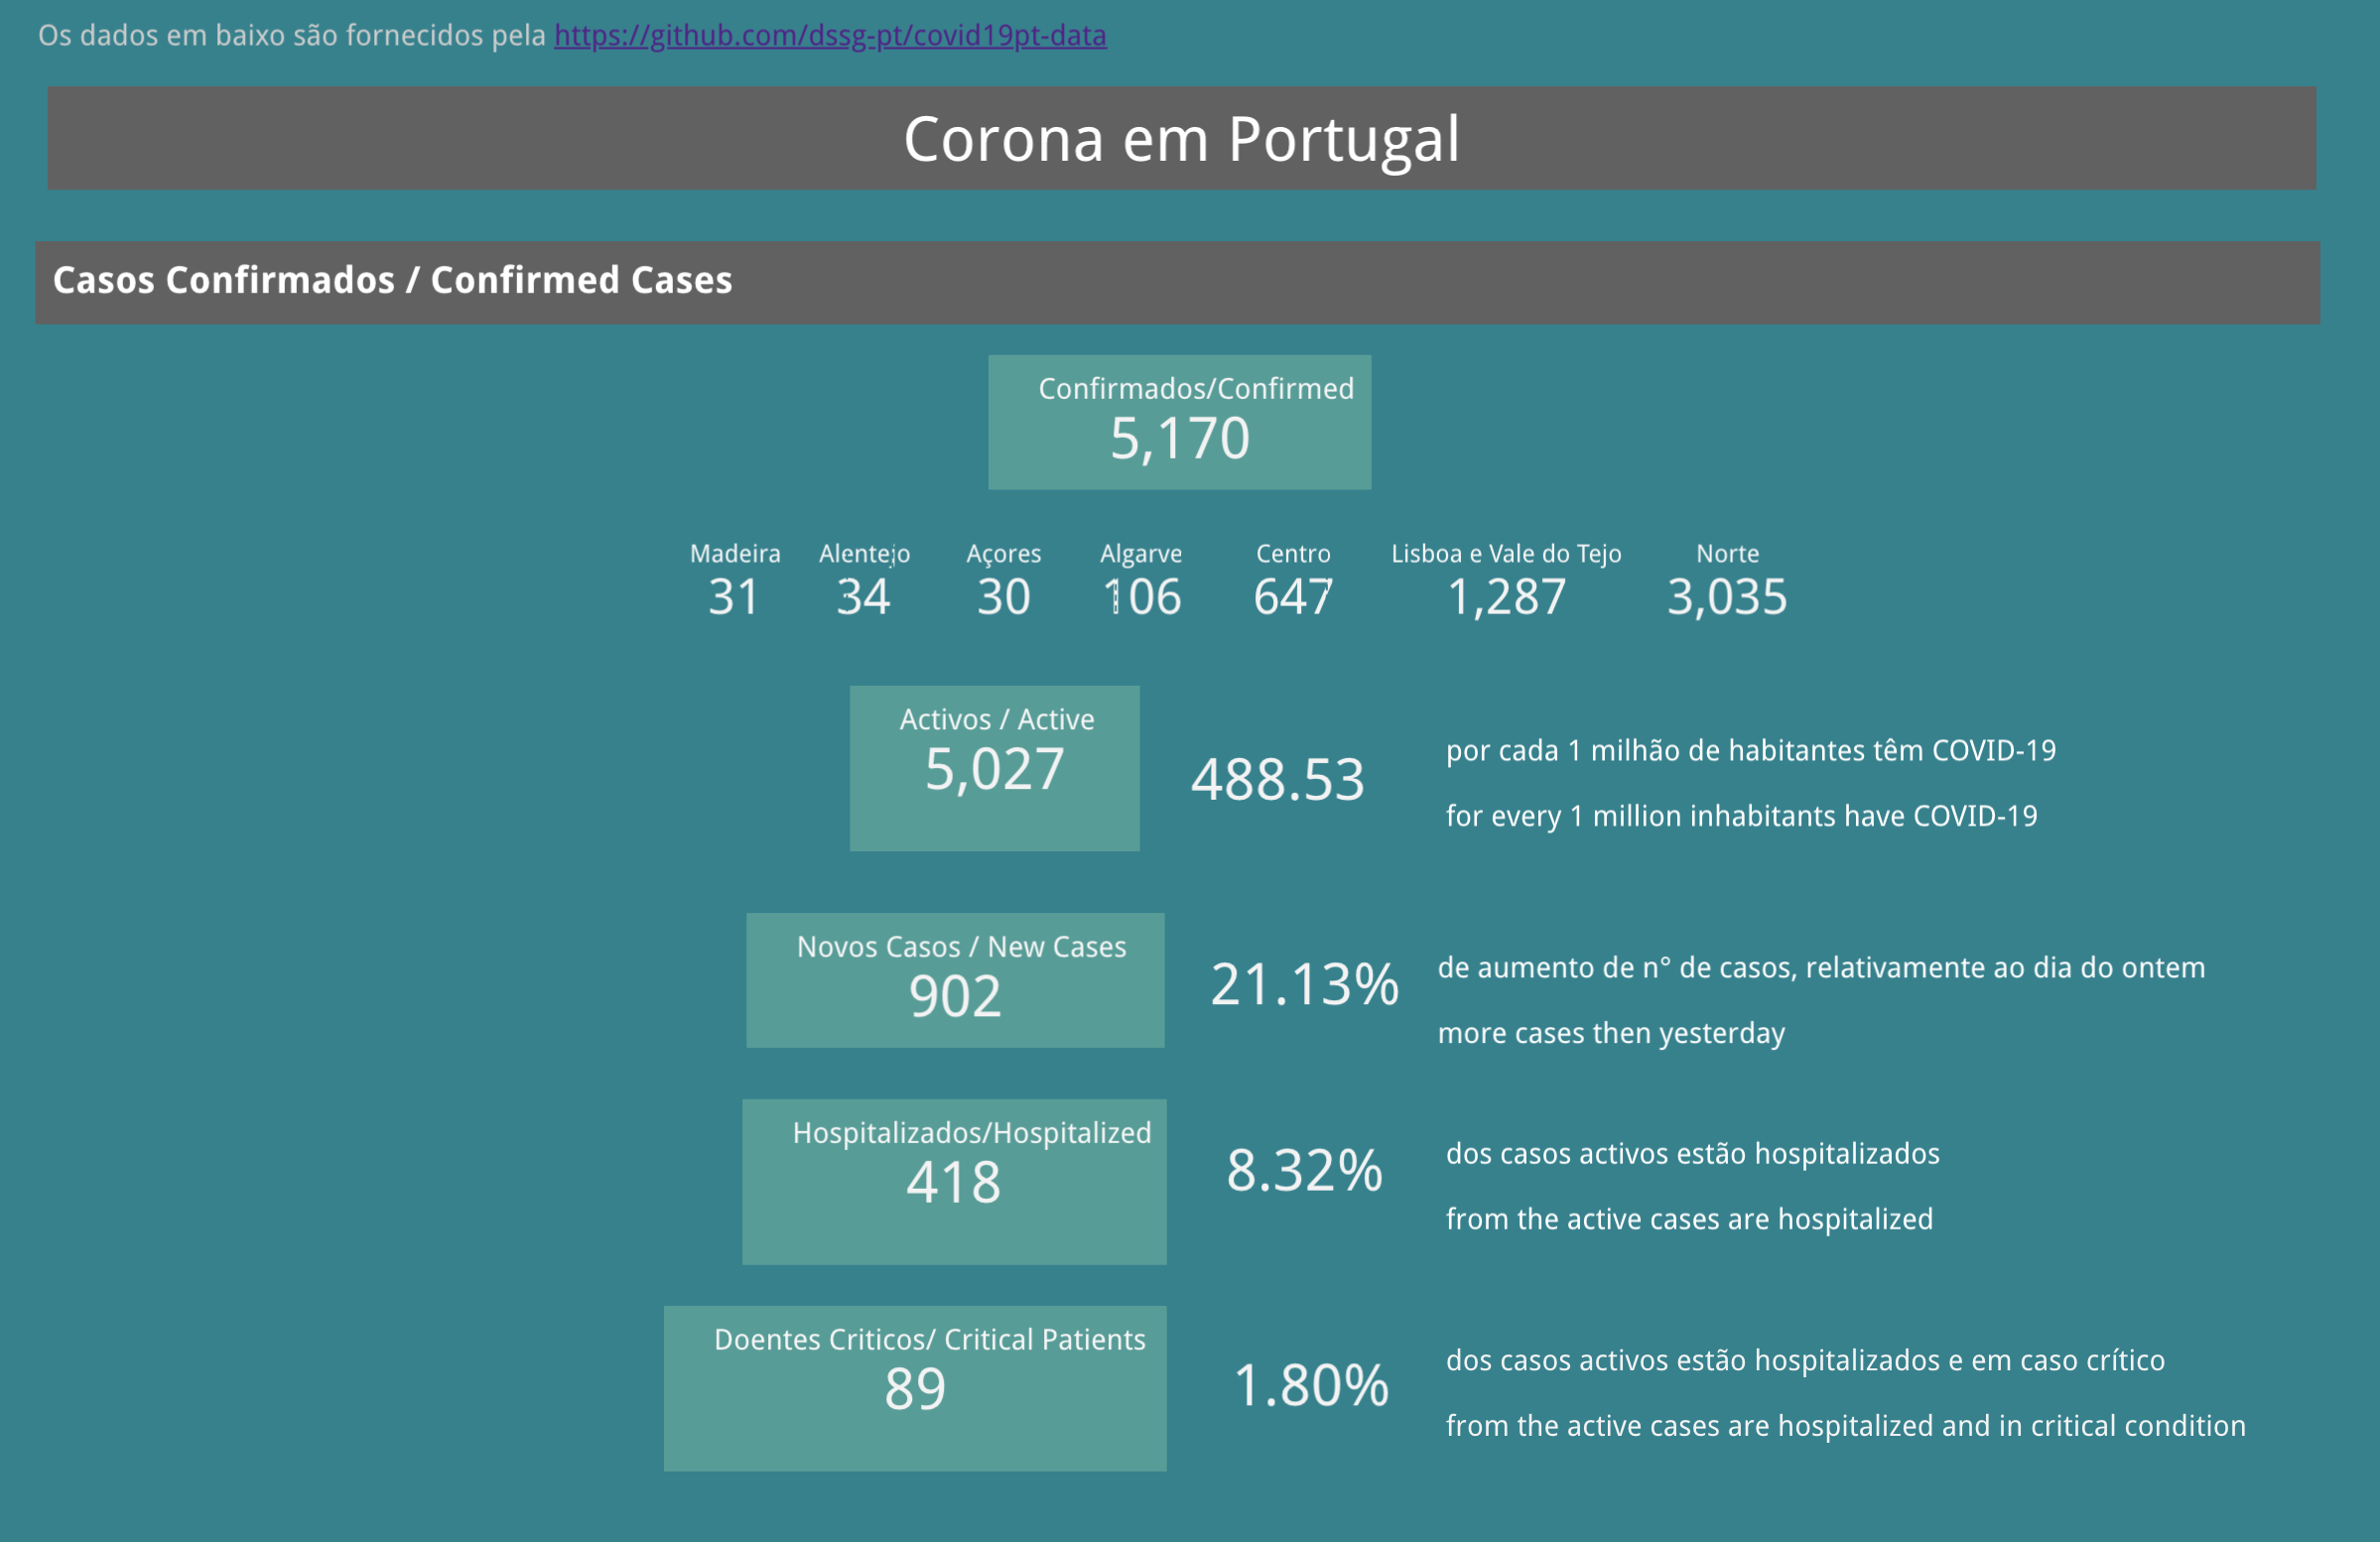 Os dados em baixo são fornecidos pela https://github.com/dssg-pt/covid19pt-data
Corona em Portugal
Casos Confirmados / Confirmed Cases
Confirmados/Confirmed
5,170
Madeira Alentejo Açores Algarve Centro Lisboa e Vale do Tejo Norte
31 34 30 106 647 1,287 3,035
Activos / Active
5,027
488.53
por cada 1 milhão de habitantes têm COVID-19
for every 1 million inhabitants have COVID-19
Novos Casos / New Cases
902
21.13%
de aumento de n° de casos, relativamente ao dia do ontem
more cases then yesterday
Hospitalizados/Hospitalized
418
8.32%
dos casos activos estão hospitalizados
from the active cases are hospitalized
Doentes Criticos/ Critical Patients
89
1.80%
dos casos activos estão hospitalizados e em caso crítico
from the active cases are hospitalized and in critical condition